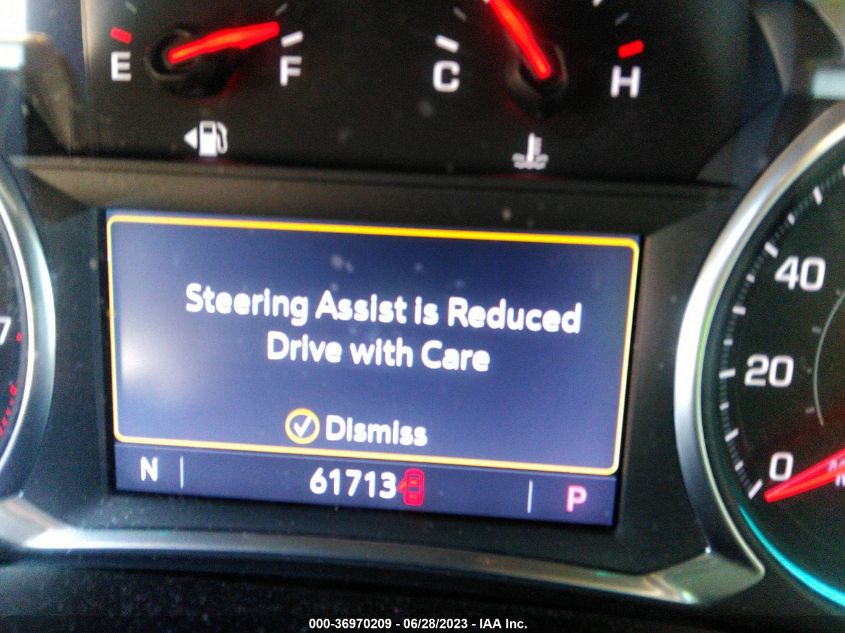 E F C H
Steering Assist is Reduced
Drive with Care
Dismiss
N 61713 P
7
40
20
0
000-36970209 - 06/28/2023 - IAA Inc.